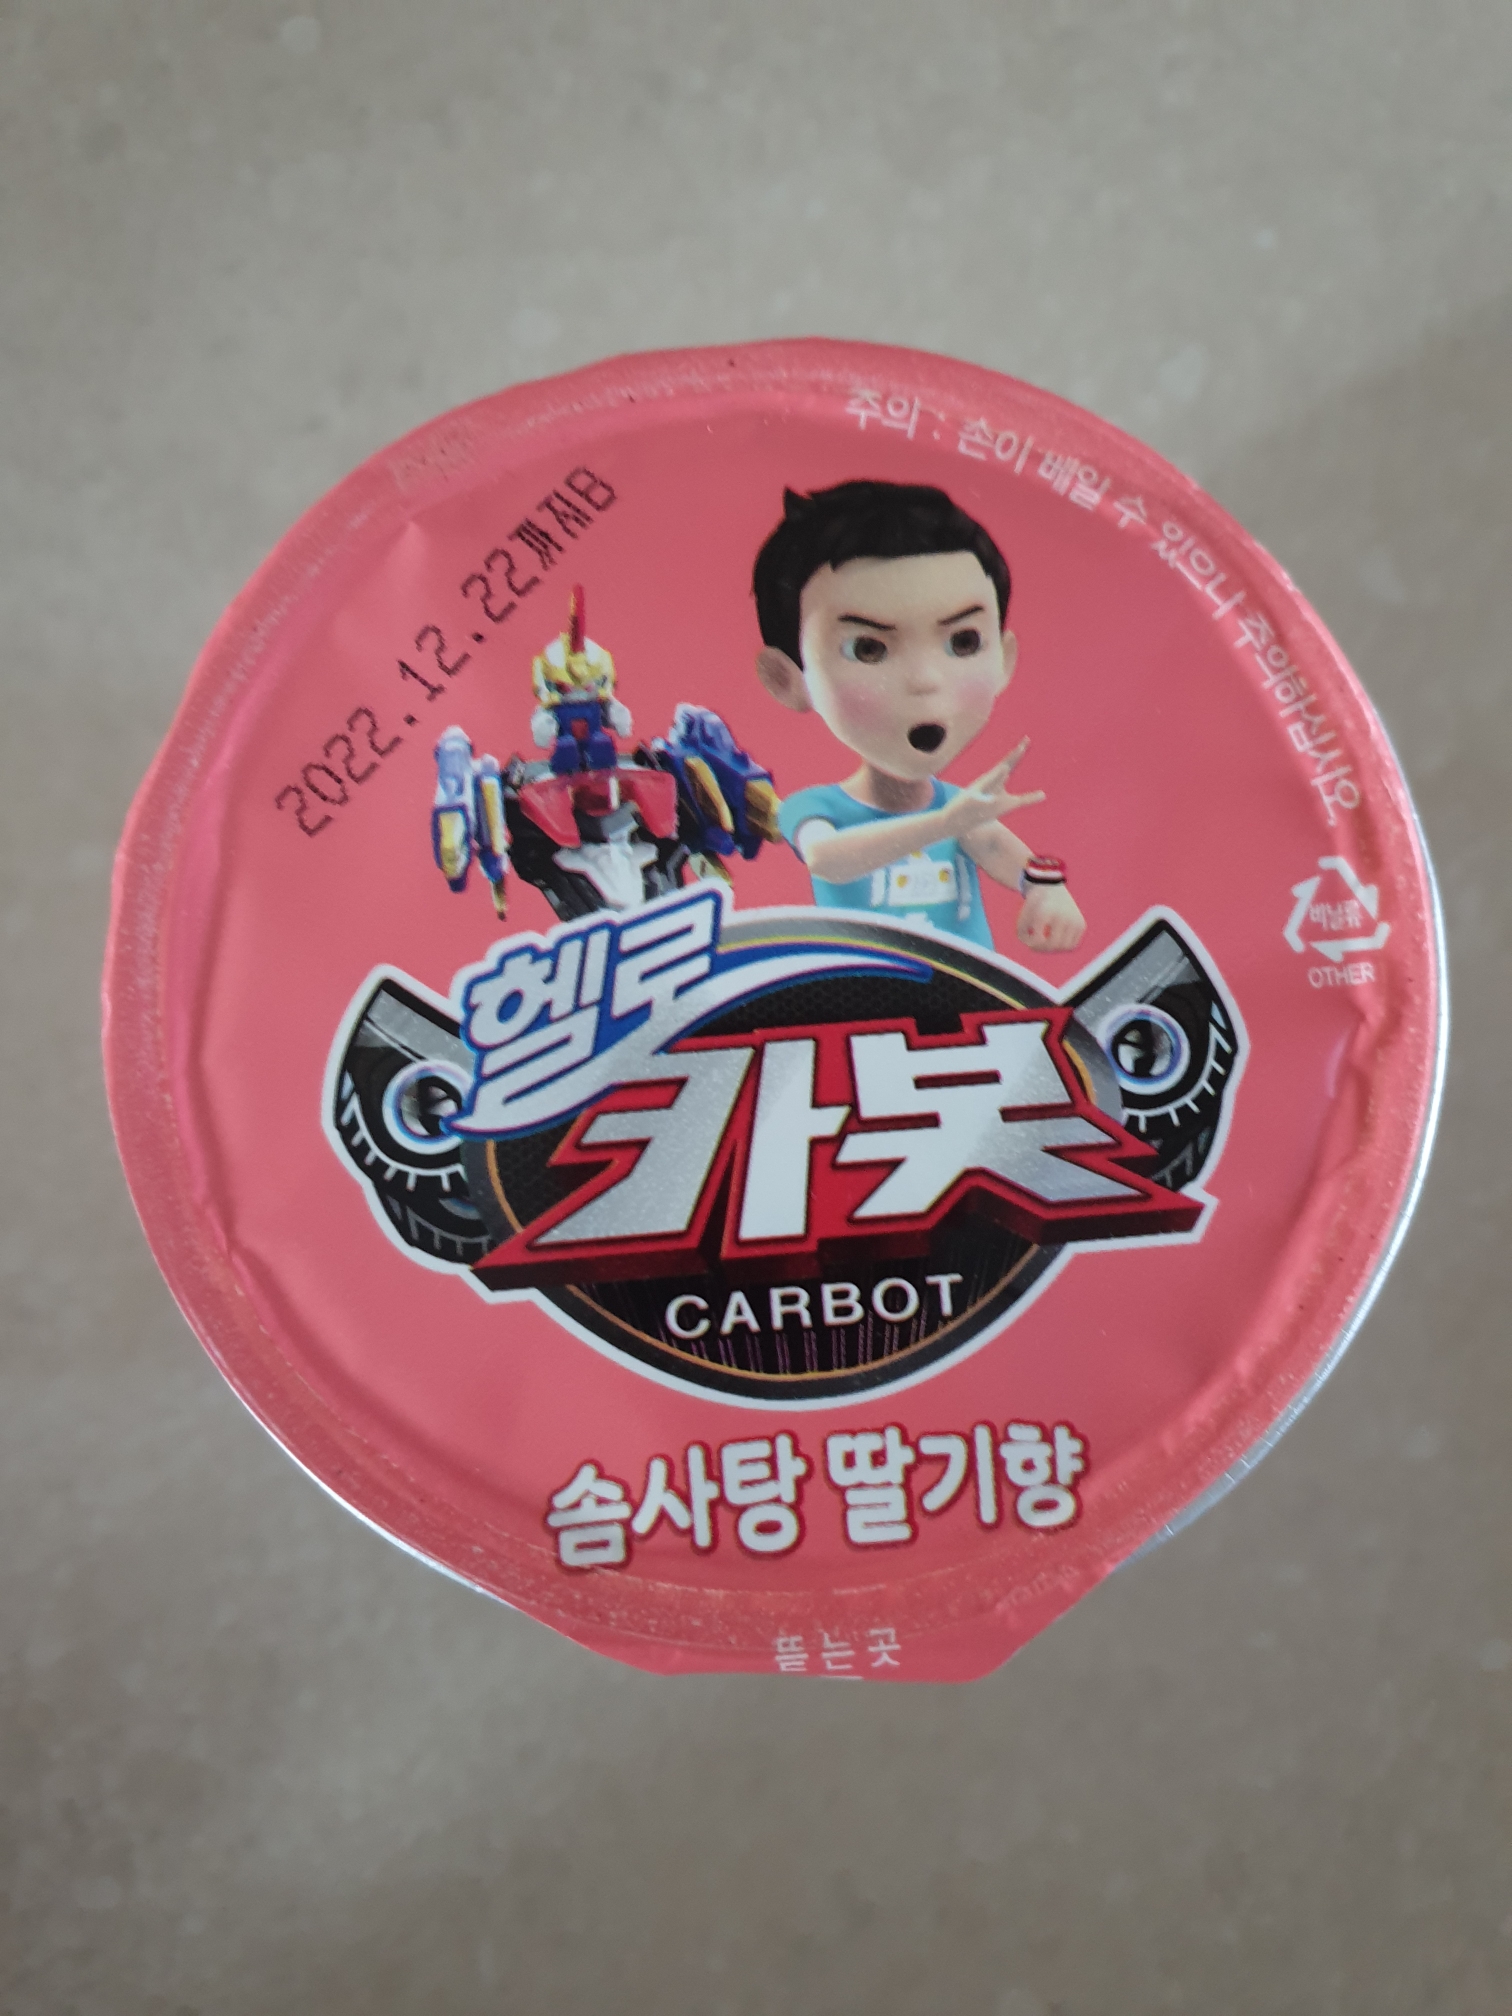 주의 : 손이 베일 수 있으니 주의하십시오
2022.12.22까지B
비닐류
OTHER
헬로
카봇
CARBOT
솜사탕 딸기향
뜯는곳